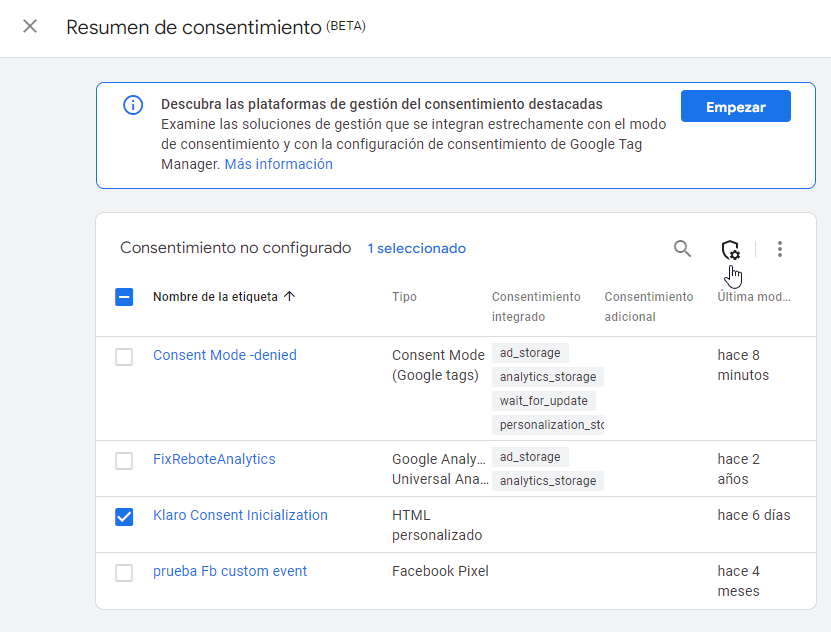 Resumen de consentimiento (BETA)
Descubra las plataformas de gestión del consentimiento destacadas
Empezar
Examine las soluciones de gestión que se integran estrechamente con el modo
de consentimiento y con la configuración de consentimiento de Google Tag
Manager. Más información
Consentimiento no configurado 1 seleccionado
Nombre de la etiqueta Tipo Consentimiento integrado Consentimiento adicional Última mod...
Consent Mode -denied
Consent Mode
(Google tags)
ad_storage
analytics_storage
wait_for_update
personalization_sto
hace 8
minutos
FixReboteAnalytics
Google Analy...
Universal Ana...
ad_storage
analytics_storage
hace 2
años
Klaro Consent Inicialization
HTML
personalizado
hace 6 días
prueba Fb custom event
Facebook Pixel
hace 4
meses